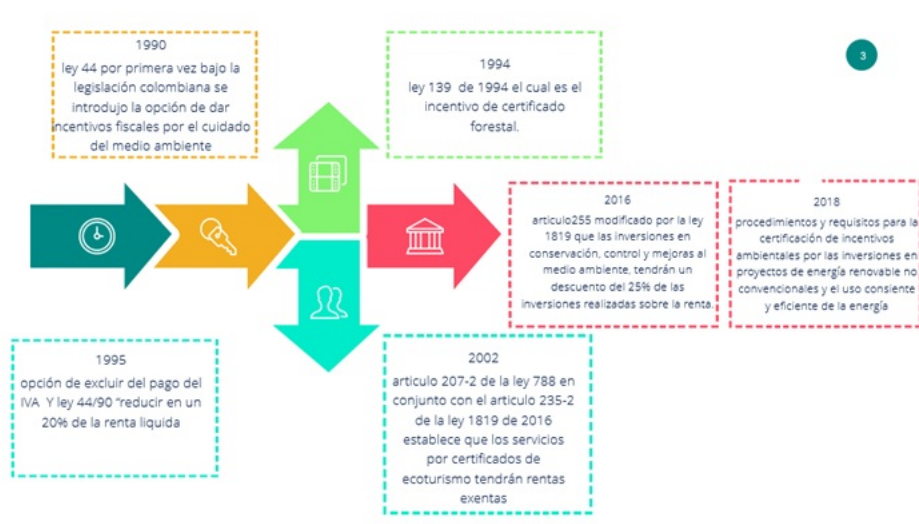 1990
ley 44 por primera vez bajo la
legislación colombiana se
introdujo la opción de dar
incentivos fiscales por el cuidado
del medio ambiente
1994
ley 139 de 1994 el cual es el
incentivo de certificado
forestal.
3
2016
articulo255 modificado por la ley
1819 que las inversiones en
conservación, control y mejoras al
medio ambiente, tendrán un
descuento del 25% de las
inversiones realizadas sobre la renta.
2018
procedimientos y requisitos para la
certificación de incentivos
ambientales por las inversiones en
proyectos de energía renovable no
convencionales y el uso consiente
y eficiente de la energía
1995
opción de excluir del pago del
IVA Y ley 44/90 "reducir en un
20% de la renta liquida
2002
articulo 207-2 de la ley 788 en
conjunto con el articulo 235-2
de la ley 1819 de 2016
establece que los servicios
por certificados de
ecoturismo tendrán rentas
exentas